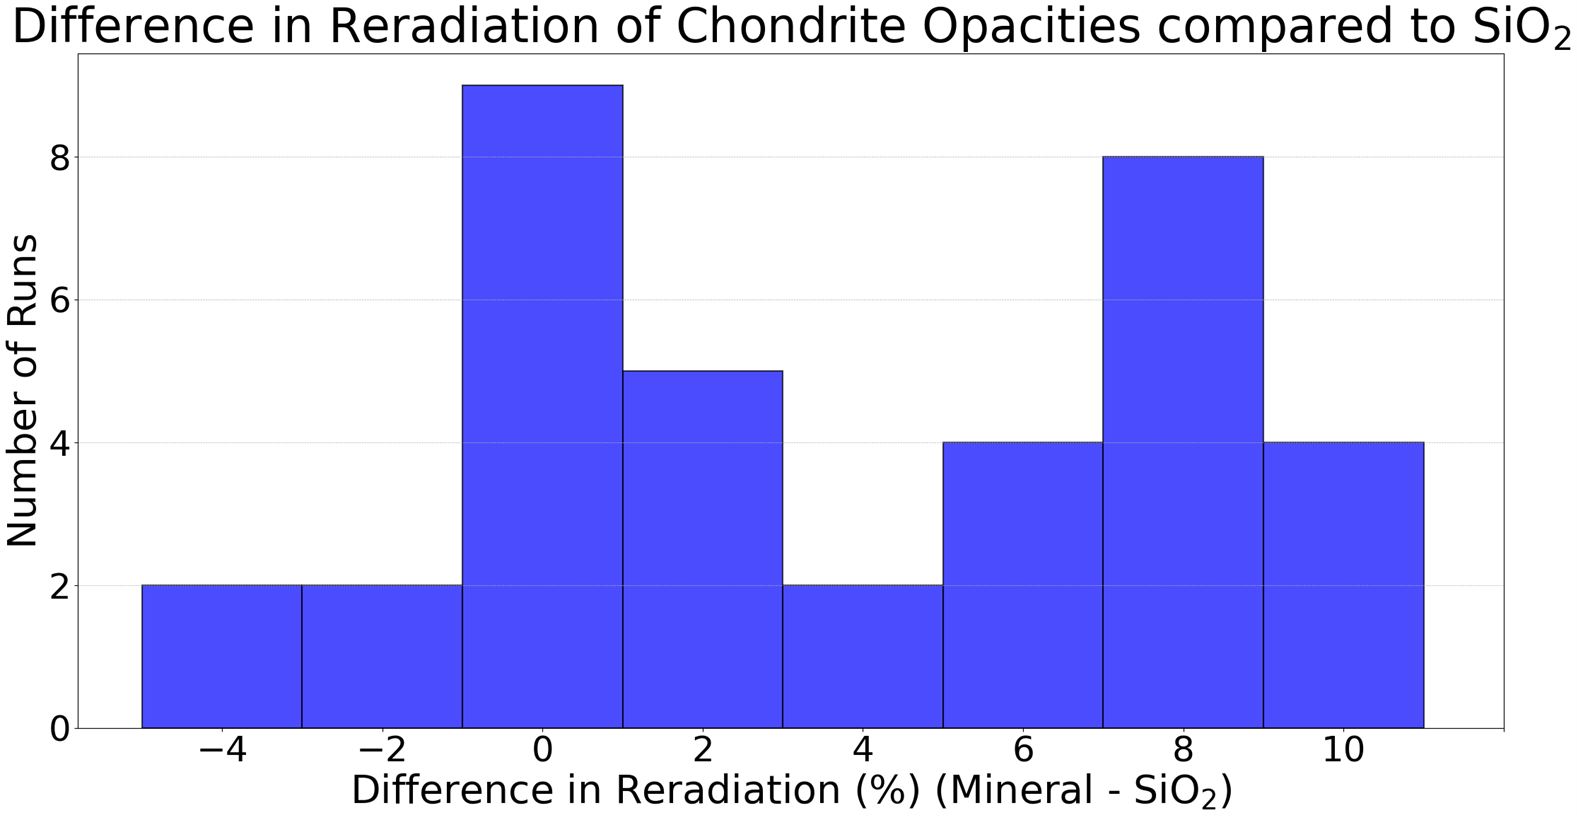 Difference in Reradiation of Chondrite Opacities compared to SiO₂
8
6
4
2
0
Number of Runs
−4 −2 0 2 4 6 8 10
Difference in Reradiation (%) (Mineral - SiO₂)